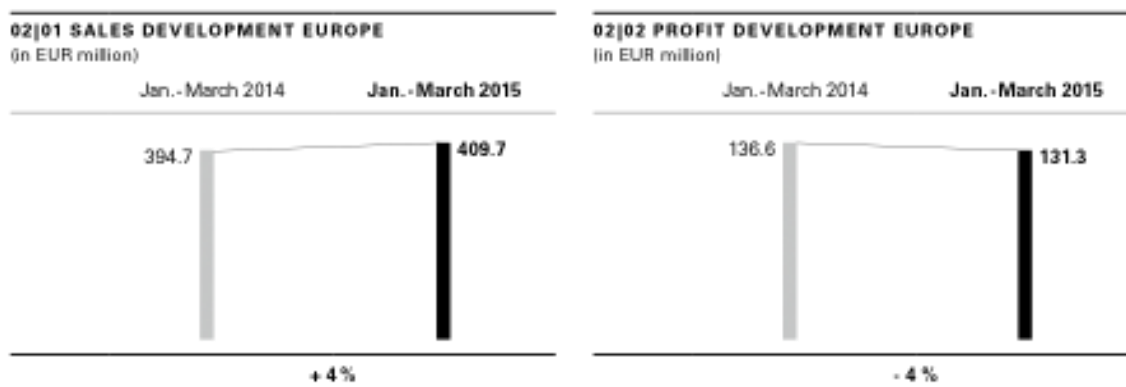 02|01 SALES DEVELOPMENT EUROPE
(in EUR million)
Jan.-March 2014 Jan.-March 2015
394.7 409.7
+ 4 %
02|02 PROFIT DEVELOPMENT EUROPE
(in EUR million)
Jan.-March 2014 Jan.-March 2015
136.6 131.3
- 4 %